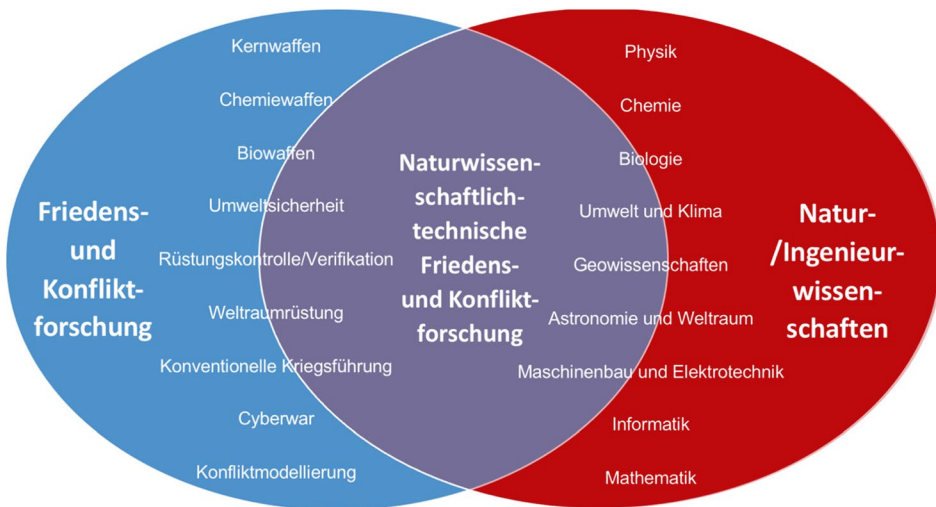 Kernwaffen
Chemiewaffen
Biowaffen
Umweltsicherheit
Rüstungskontrolle/Verifikation
Weltraumrüstung
Konventionelle Kriegsführung
Cyberwar
Konfliktmodellierung
Friedens-
und
Konflikt-
forschung
Naturwissen-
schaftlich-
technische
Friedens-
und Konflikt-
forschung
Physik
Chemie
Biologie
Umwelt und Klima
Geowissenschaften
Astronomie und Weltraum
Maschinenbau und Elektrotechnik
Informatik
Mathematik
Natur-
/Ingenieur-
wissen-
schaften